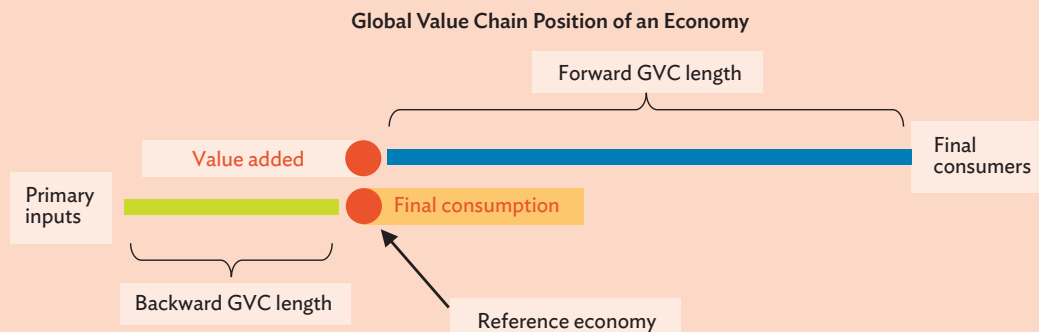 Global Value Chain Position of an Economy
Forward GVC length
Value added
Final
consumers
Primary
inputs
Final consumption
Backward GVC length
Reference economy